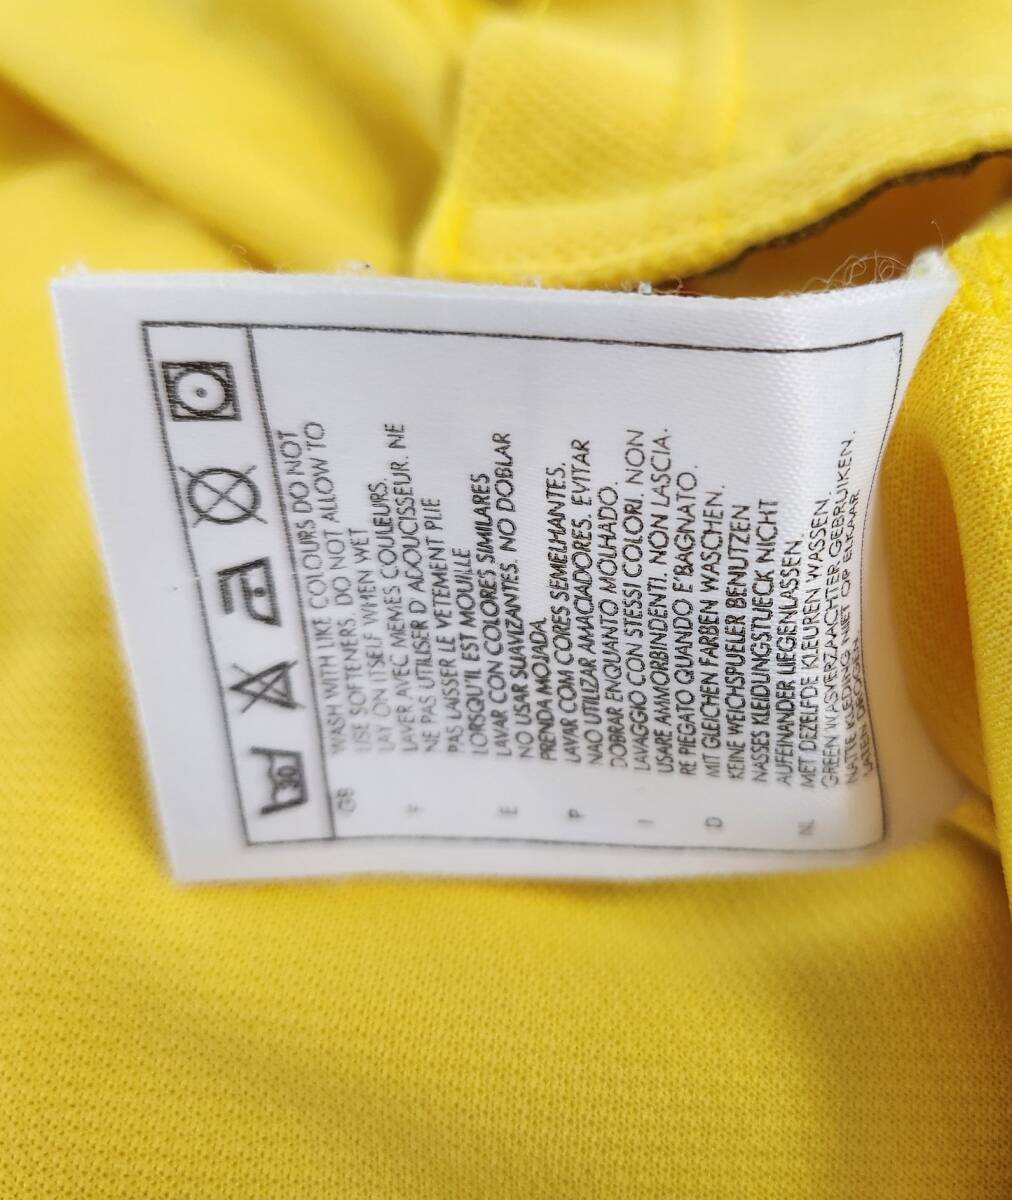 30
GB WASH WITH LIKE COLOURS DO NOT
USE SOFTENERS. DO NOT ALLOW TO
LAY ON ITSELF WHEN WET
F LAVER AVEC MEMES COULEURS.
NE PAS UTILISER D'ADOUCISSEUR. NE
PAS LAISSER LE VETEMENT PLIE
LORSQU'IL EST MOUILLE
E LAVAR CON COLORES SIMILARES
NO USAR SUAVIZANTES. NO DOBLAR
PRENDA MOJADA
P LAVAR COM CORES SEMELHANTES.
NAO UTILIZAR AMACIADORES. EVITAR
DOBRAR ENQUANTO MOLHADO.
I LAVAGGIO CON STESSI COLORI. NON
USARE AMMORBINDENTI. NON LASCIA.
RE PIEGATO QUANDO E'BAGNATO.
D MIT GLEICHEN FARBEN WASCHEN.
KEINE WEICHSPUELER BENUTZEN
NASSES KLEIDUNGSTUECK NICHT
AUFEINANDER LIEGENLASSEN.
NL MET DEZELFDE KLEUREN WASSEN.
GREEN WASVERZACHTER GEBRUIKEN.
NATTE KLEDING NIET OP ELKAAR
LATEN DROGEN